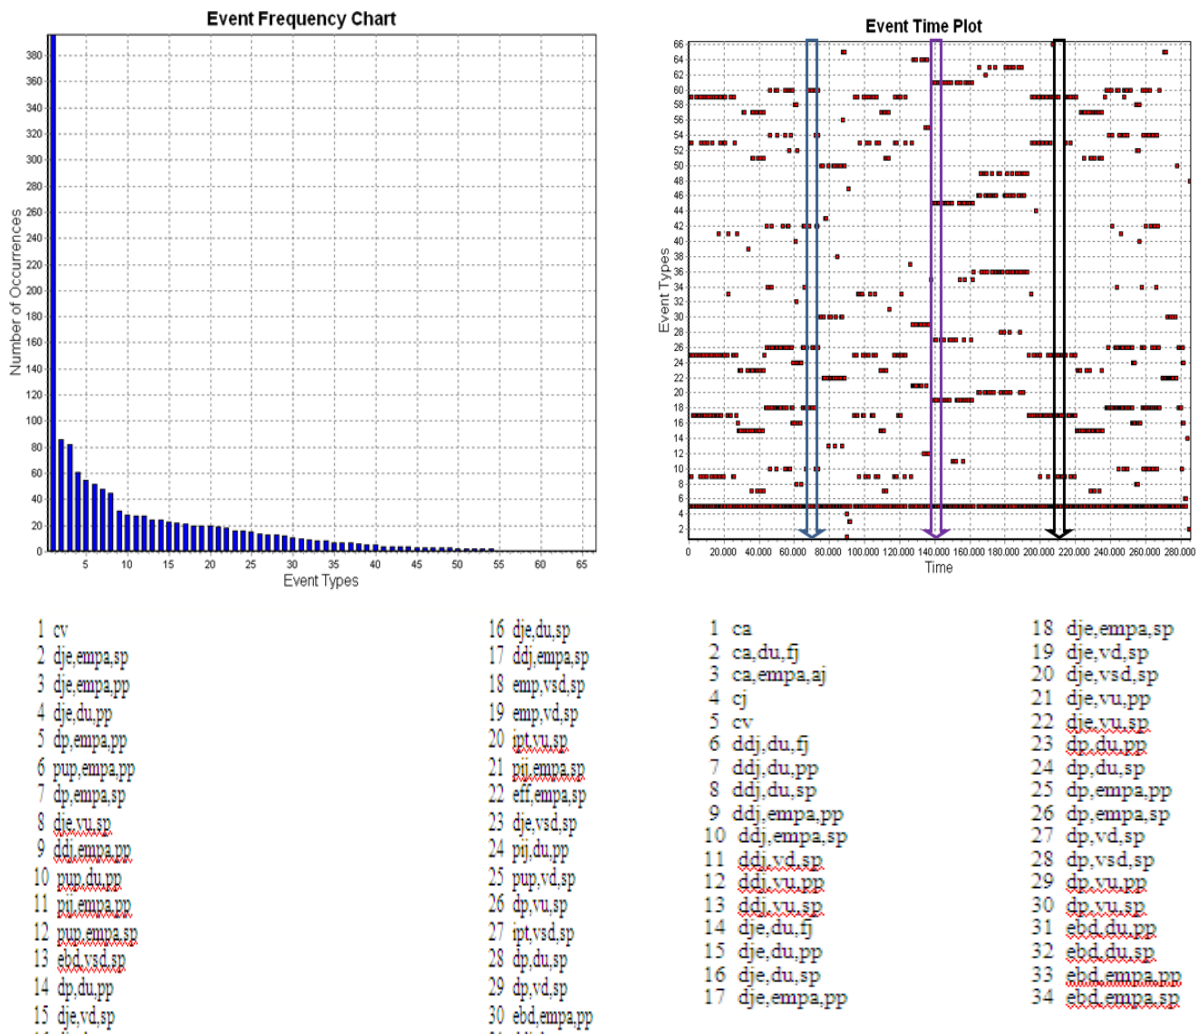 Event Frequency Chart
Number of Occurrences
380
360
340
320
300
280
260
240
220
200
180
160
140
120
100
80
60
40
20
0
5 10 15 20 25 30 35 40 45 50 55 60 65
Event Types
Event Time Plot
Event Types
66
64
62
60
58
56
54
52
50
48
46
44
42
40
38
36
34
32
30
28
26
24
22
20
18
16
14
12
10
8
6
4
2
0 20.000 40.000 60.000 80.000 100.000 120.000 140.000 160.000 180.000 200.000 220.000 240.000 260.000 280.000
Time
1 cv
2 dje,empa,sp
3 dje,empa,pp
4 dje,du,pp
5 dp,empa,pp
6 pup,empa,pp
7 dp,empa,sp
8 dje,vu,sp
9 ddj,empa,pp
10 pup,du,pp
11 pij,empa,pp
12 pup,empa,sp
13 ebd,vsd,sp
14 dp,du,pp
15 dje,vd,sp
16 dje,du,sp
17 ddj,empa,sp
18 emp,vsd,sp
19 emp,vd,sp
20 ipt,vu,sp
21 pij,empa,sp
22 eff,empa,sp
23 dje,vsd,sp
24 pij,du,pp
25 pup,vd,sp
26 dp,vu,sp
27 ipt,vsd,sp
28 dp,du,sp
29 dp,vd,sp
30 ebd,empa,pp
1 ca
2 ca,du,fj
3 ca,empa,aj
4 cj
5 cv
6 ddj,du,fj
7 ddj,du,pp
8 ddj,du,sp
9 ddj,empa,pp
10 ddj,empa,sp
11 ddj,vd,sp
12 ddj,vu,pp
13 ddj,vu,sp
14 dje,du,fj
15 dje,du,pp
16 dje,du,sp
17 dje,empa,pp
18 dje,empa,sp
19 dje,vd,sp
20 dje,vsd,sp
21 dje,vu,pp
22 dje,vu,sp
23 dp,du,pp
24 dp,du,sp
25 dp,empa,pp
26 dp,empa,sp
27 dp,vd,sp
28 dp,vsd,sp
29 dp,vu,pp
30 dp,vu,sp
31 ebd,du,pp
32 ebd,du,sp
33 ebd,empa,pp
34 ebd,empa,sp